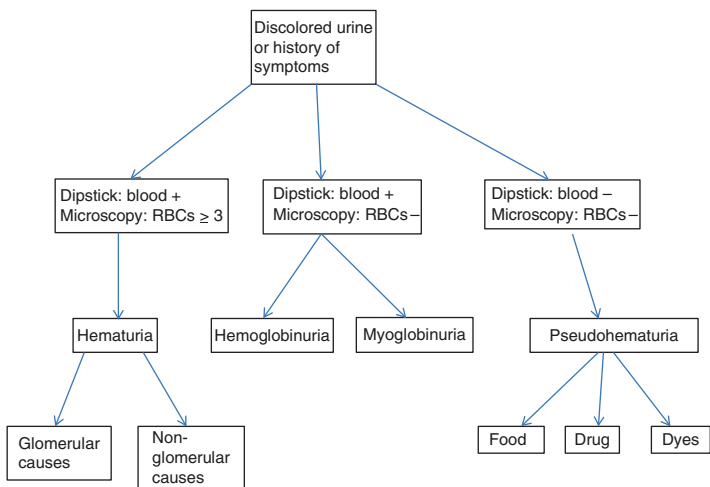 Discolored urine
or history of
symptoms
Dipstick: blood +
Microscopy: RBCs ≥ 3
Dipstick: blood +
Microscopy: RBCs –
Dipstick: blood –
Microscopy: RBCs –
Hematuria
Hemoglobinuria
Myoglobinuria
Pseudohematuria
Glomerular
causes
Non-
glomerular
causes
Food
Drug
Dyes